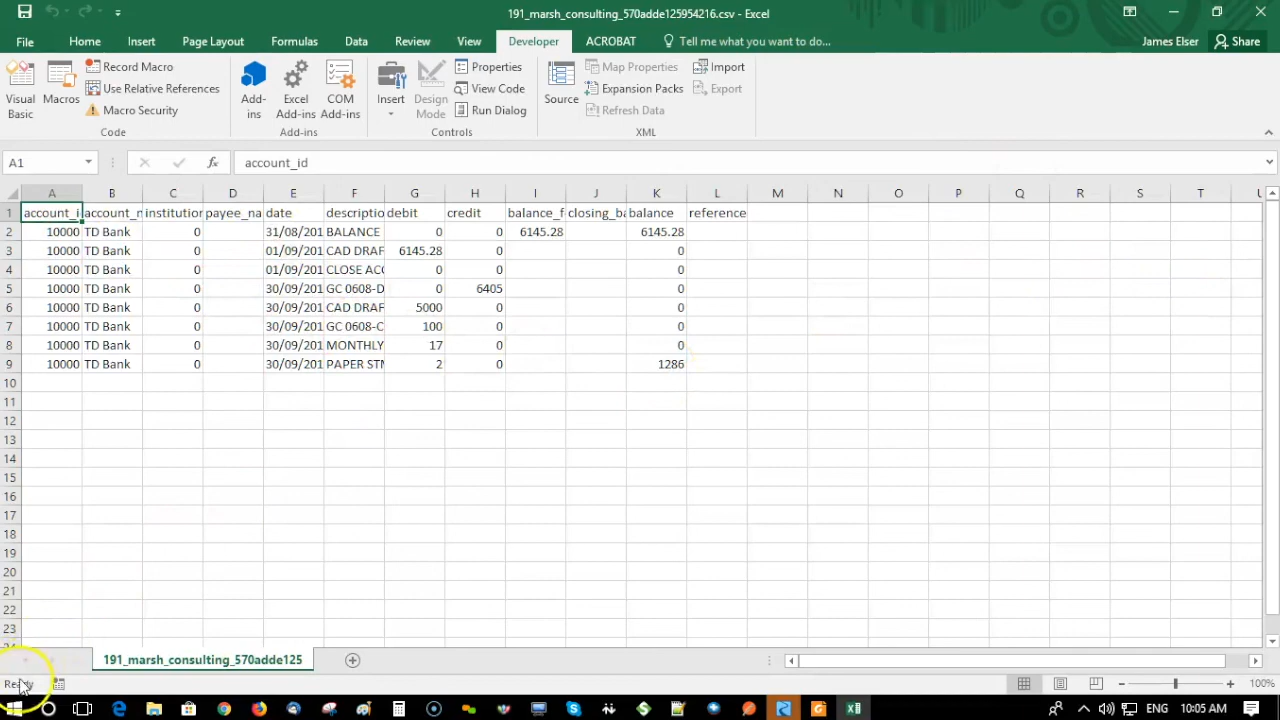 191_marsh_consulting_570adde125954216.csv - Excel
File Home Insert Page Layout Formulas Data Review View Developer ACROBAT Tell me what you want to do... James Elser Share
Visual Basic
Macros
Record Macro
Use Relative References
Macro Security
Code
Add-ins
Excel Add-ins
COM Add-ins
Add-ins
Insert
Design Mode
Properties
View Code
Run Dialog
Controls
Source
Map Properties
Expansion Packs
Refresh Data
Import
Export
XML
A1 fx account_id
A B C D E F G H I J K L M N O P Q R S T U
1 account_i account_n institution payee_na date descriptio debit credit balance_f closing_ba balance reference
2 10000 TD Bank 0 31/08/201 BALANCE 0 0 6145.28 6145.28
3 10000 TD Bank 0 01/09/201 CAD DRAF 6145.28 0 0
4 10000 TD Bank 0 01/09/201 CLOSE ACC 0 0 0
5 10000 TD Bank 0 30/09/201 GC 0608-D 0 6405 0
6 10000 TD Bank 0 30/09/201 CAD DRAF 5000 0 0
7 10000 TD Bank 0 30/09/201 GC 0608-C 100 0 0
8 10000 TD Bank 0 30/09/201 MONTHLY 17 0 0
9 10000 TD Bank 0 30/09/201 PAPER STM 2 0 1286
10
11
12
13
14
15
16
17
18
19
20
21
22
23
191_marsh_consulting_570adde125
Ready 100%
ENG 10:05 AM